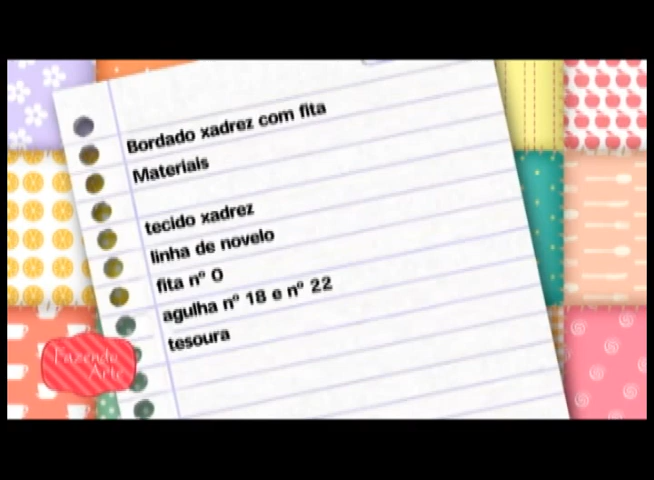 Bordado xadrez com fita
Materiais
tecido xadrez
linha de novelo
fita nº 0
agulha nº 18 e nº 22
tesoura
Fazendo
Arte